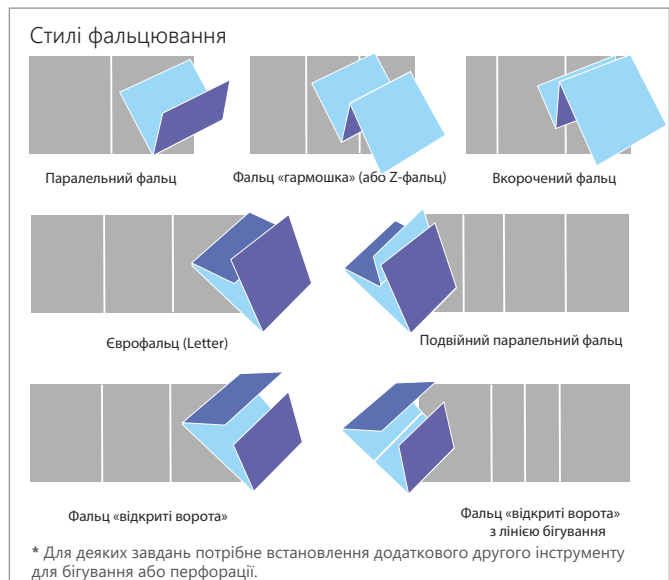 Стилі фальцювання
Паралельний фальц
Фальц «гармошка» (або Z-фальц)
Вкорочений фальц
Єврофальц (Letter)
Подвійний паралельний фальц
Фальц «відкриті ворота»
Фальц «відкриті ворота»
з лінією бігування
* Для деяких завдань потрібне встановлення додаткового другого інструменту
для бігування або перфорації.